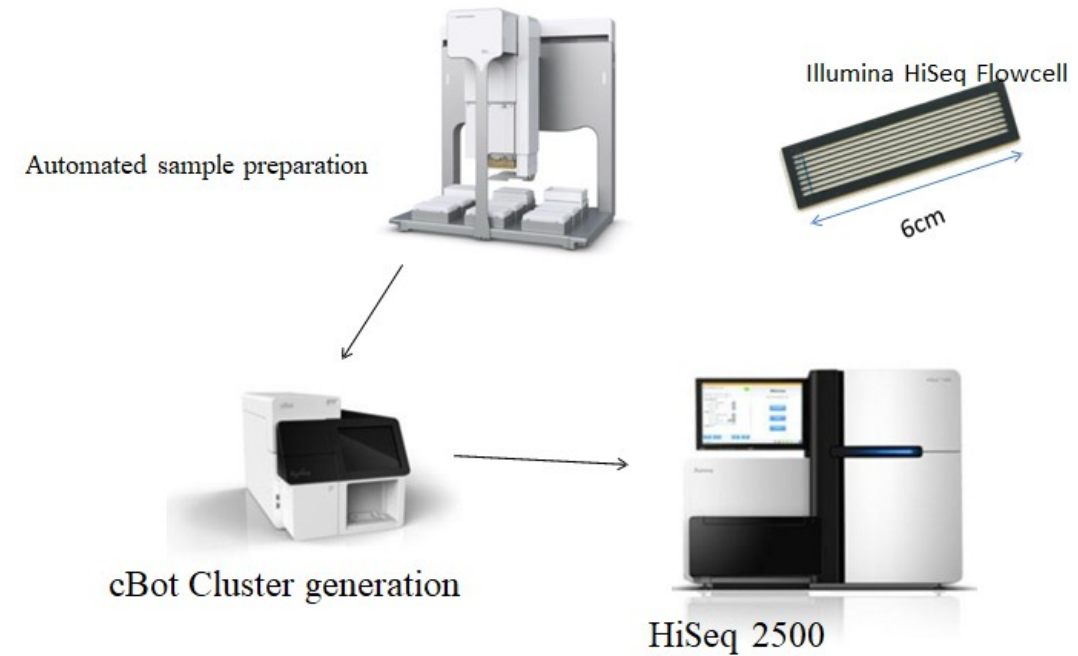 Illumina HiSeq Flowcell
Automated sample preparation
6cm
cBot Cluster generation
HiSeq 2500